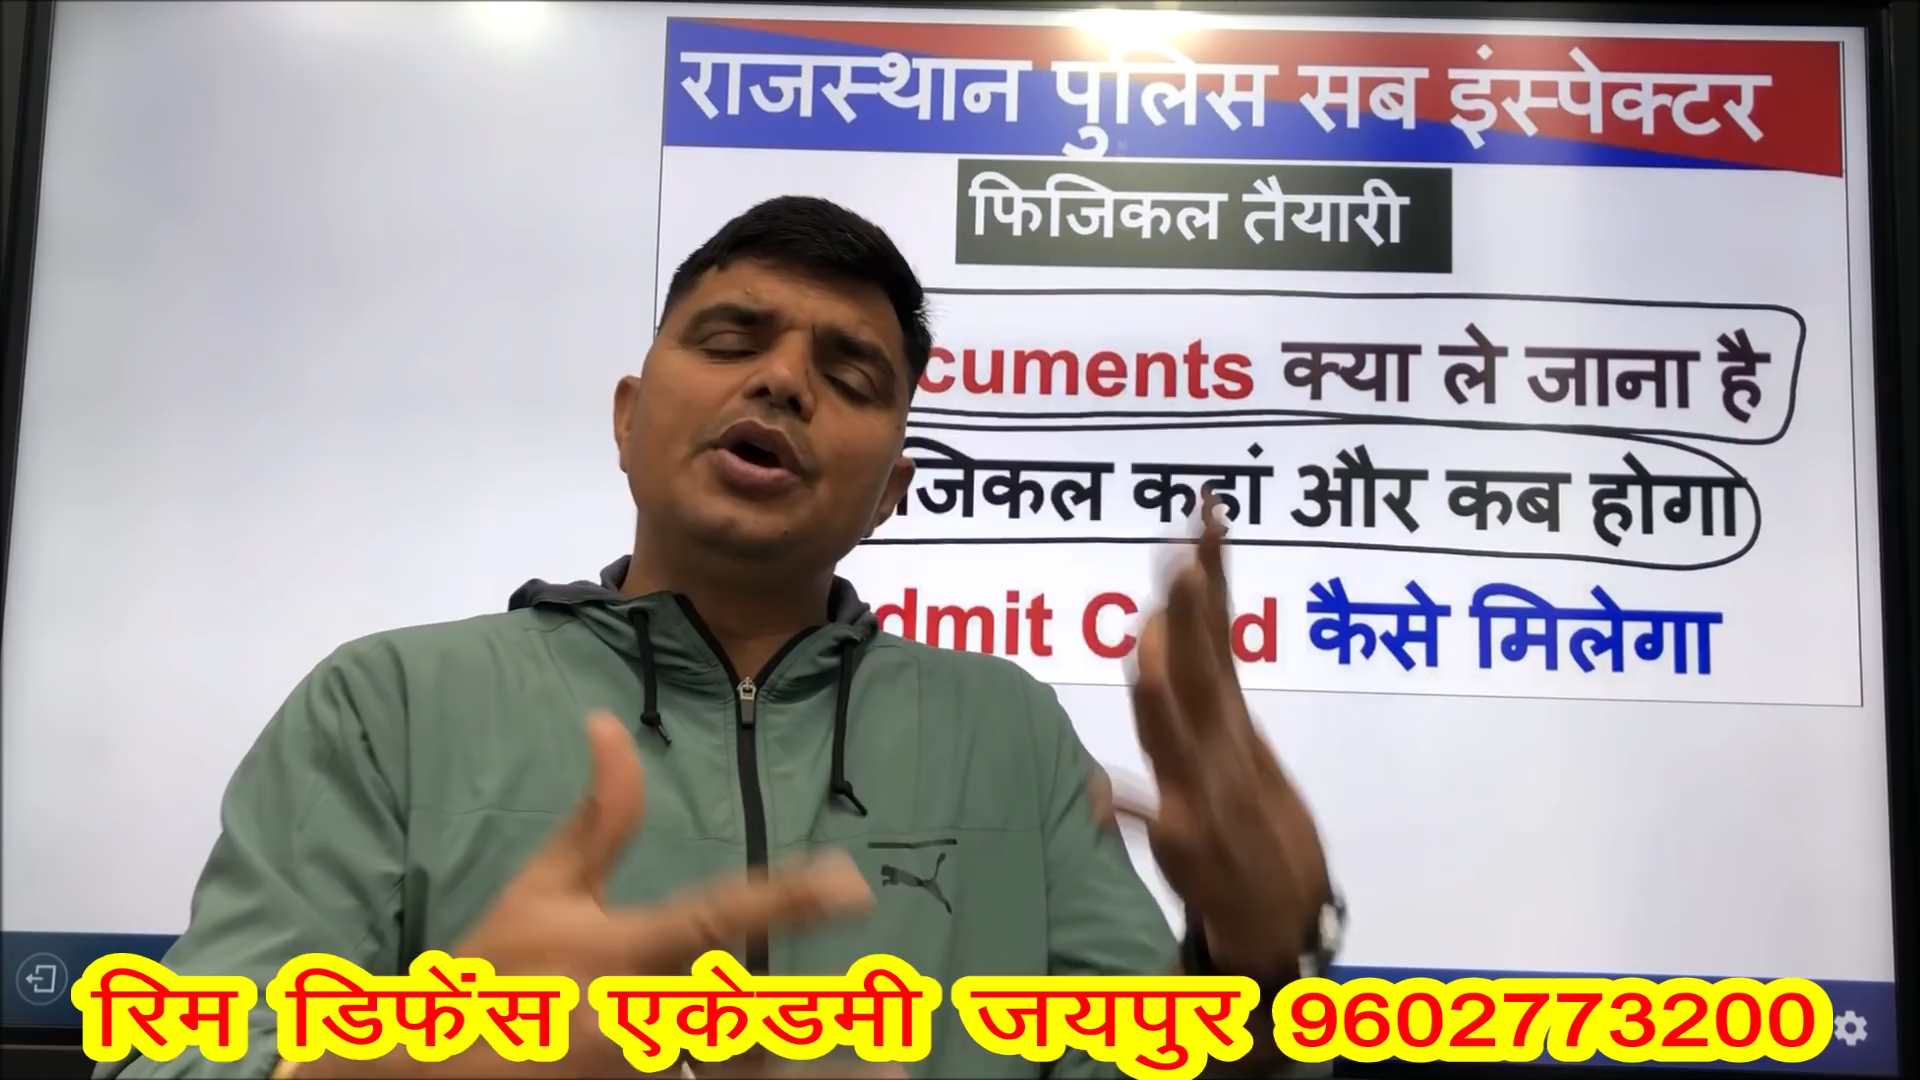 राजस्थान पुलिस सब इंस्पेक्टर
फिजिकल तैयारी
cuments क्या ले जाना है
जिकल कहां और कब होगा
dmit कैसे मिलेगा
रिम डिफेंस एकेडमी जयपुर 9602773200